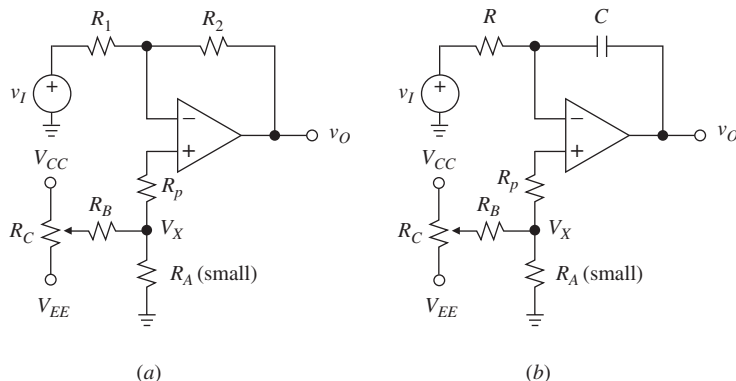 R1
R2
vI
−
+
+
vO
VCC
Rp
RB
RC
VX
RA (small)
VEE
(a)
R
C
vI
−
+
+
vO
VCC
Rp
RB
RC
VX
RA (small)
VEE
(b)